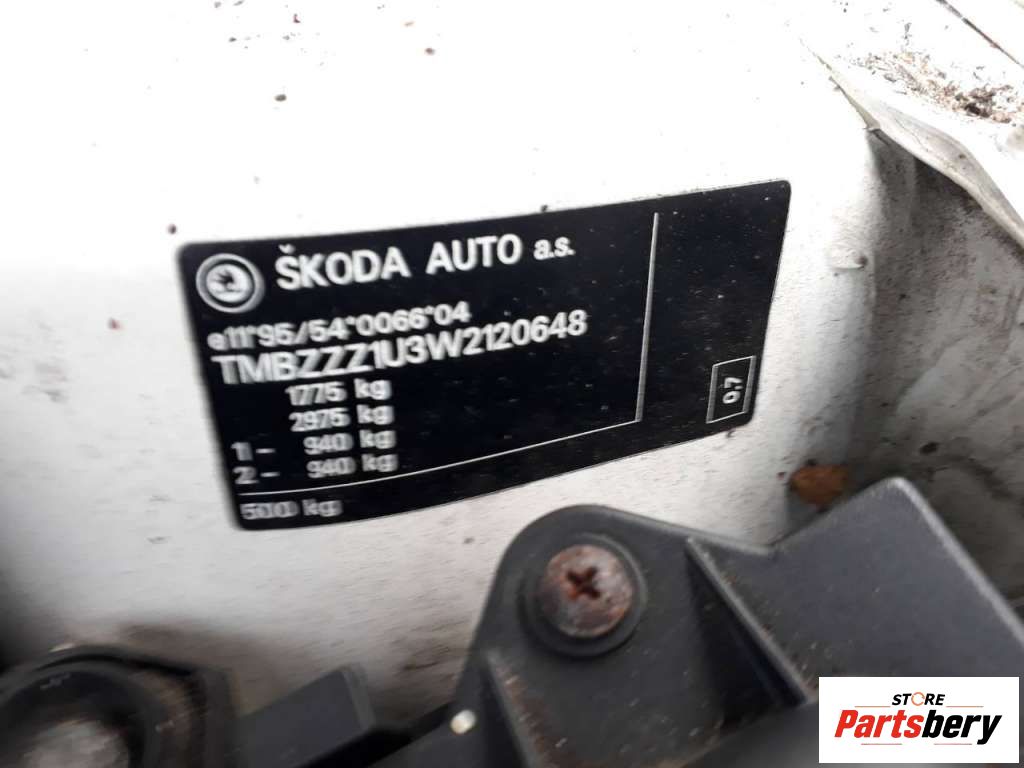 ŠKODA AUTO a.s.
e11*95/54*0066*04
TMBZZZ1U3W2120648
1775 kg
2975 kg
1 - 940 kg
2 - 940 kg
500 kg
0.7
STORE
Partsbery